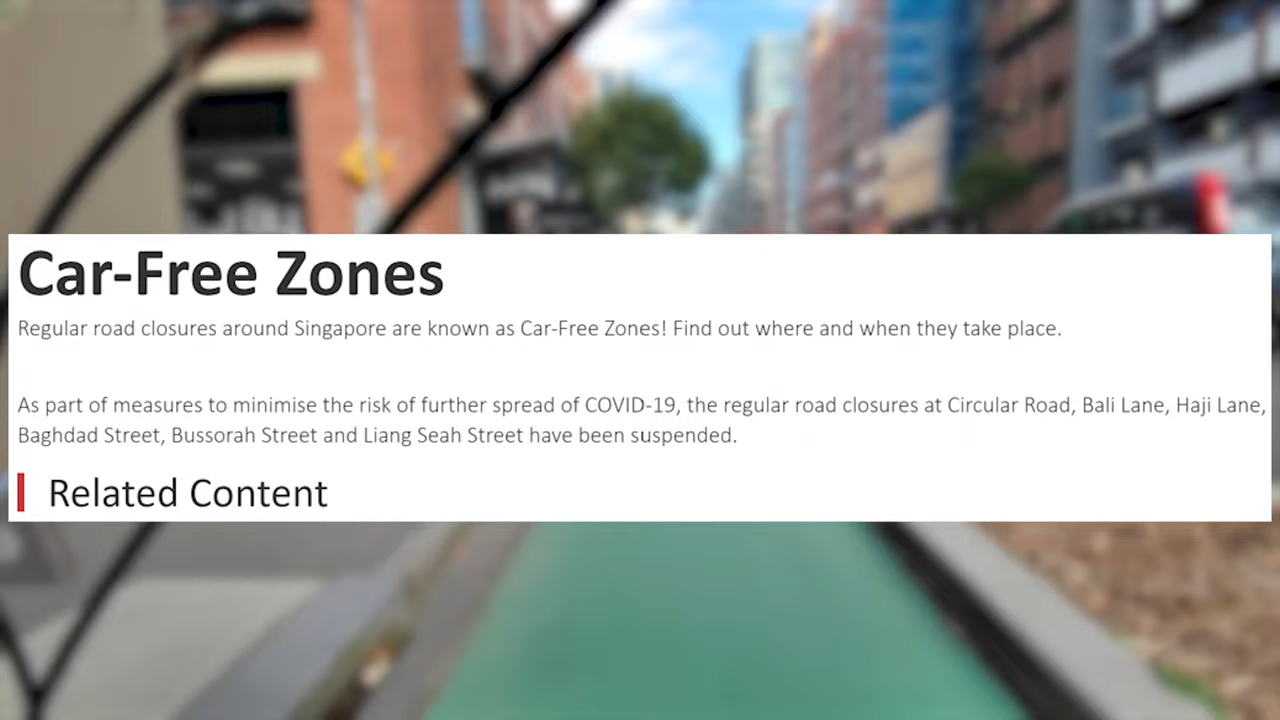 Car-Free Zones
Regular road closures around Singapore are known as Car-Free Zones! Find out where and when they take place.
As part of measures to minimise the risk of further spread of COVID-19, the regular road closures at Circular Road, Bali Lane, Haji Lane,
Baghdad Street, Bussorah Street and Liang Seah Street have been suspended.
Related Content